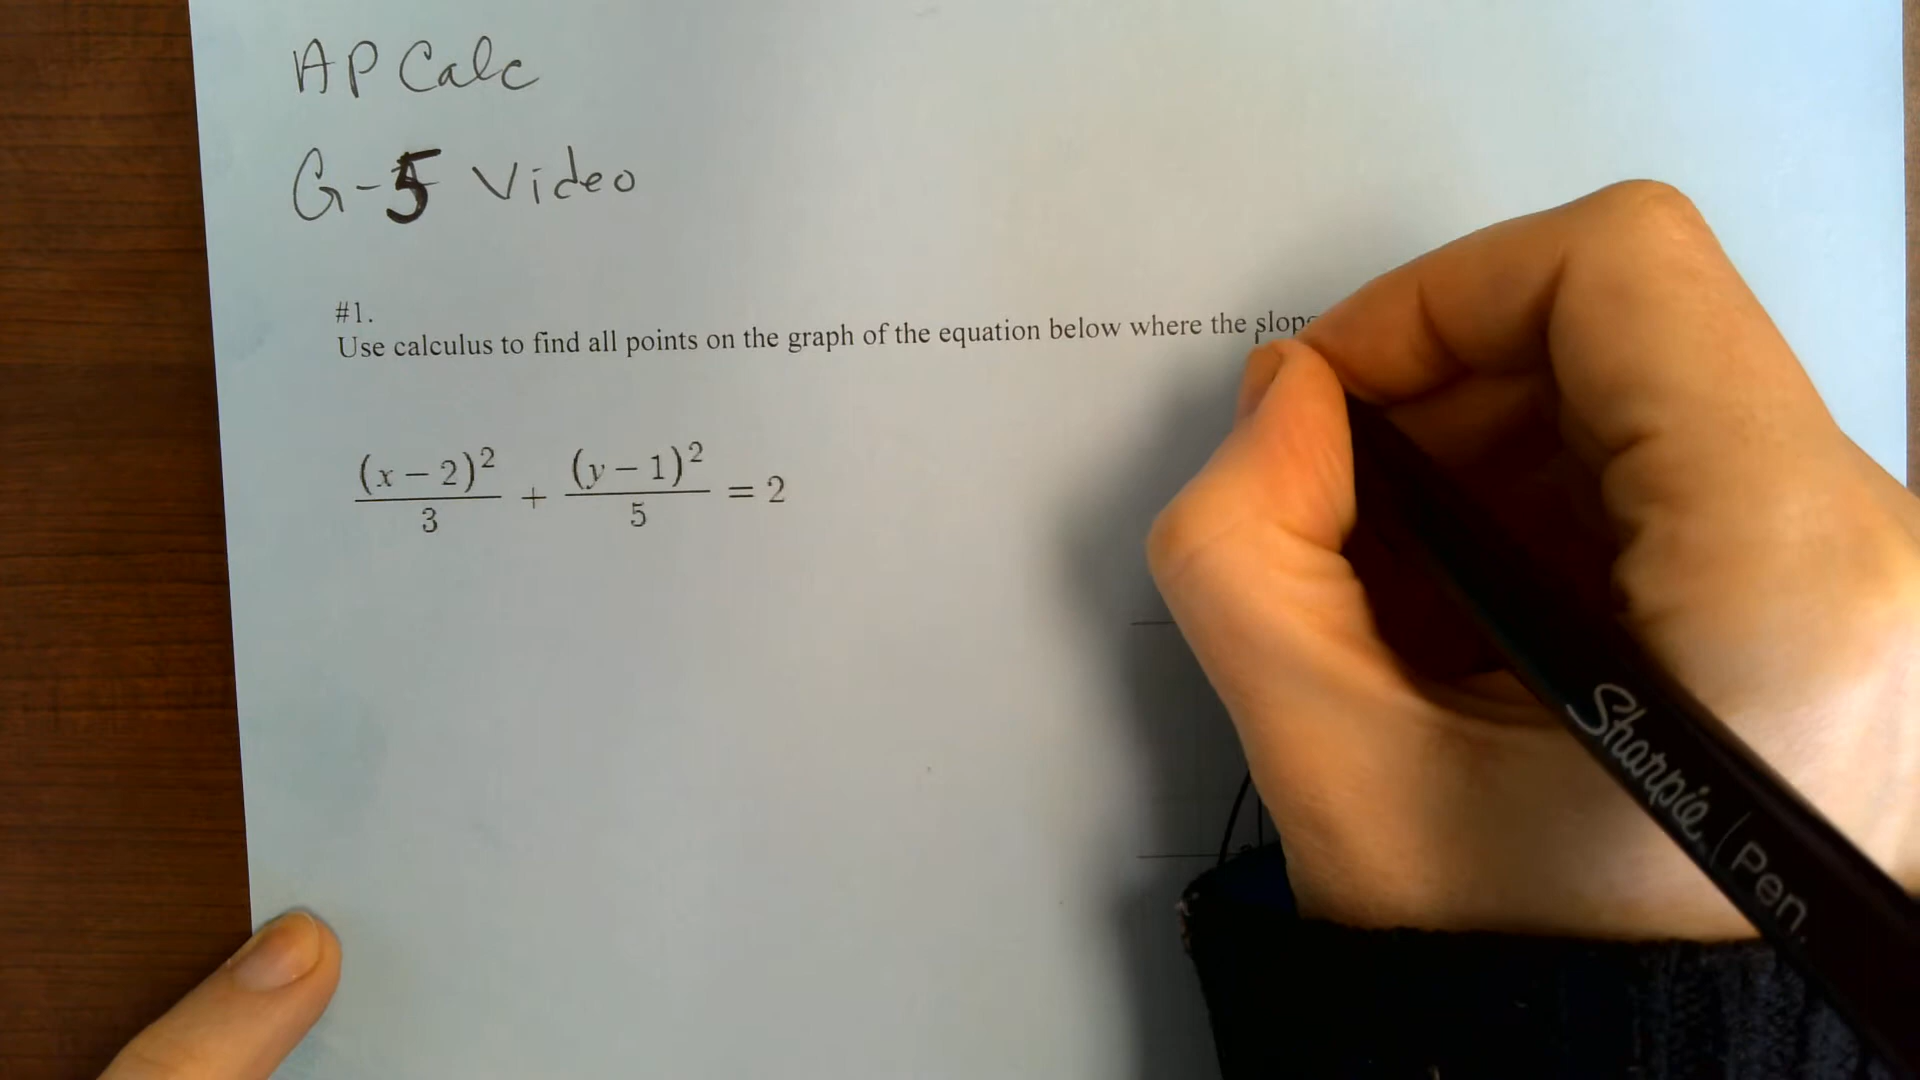 AP Calc
G-5 Video
#1.
Use calculus to find all points on the graph of the equation below where the slope
(x − 2)² / 3 + (y − 1)² / 5 = 2
Sharpie | Pen.